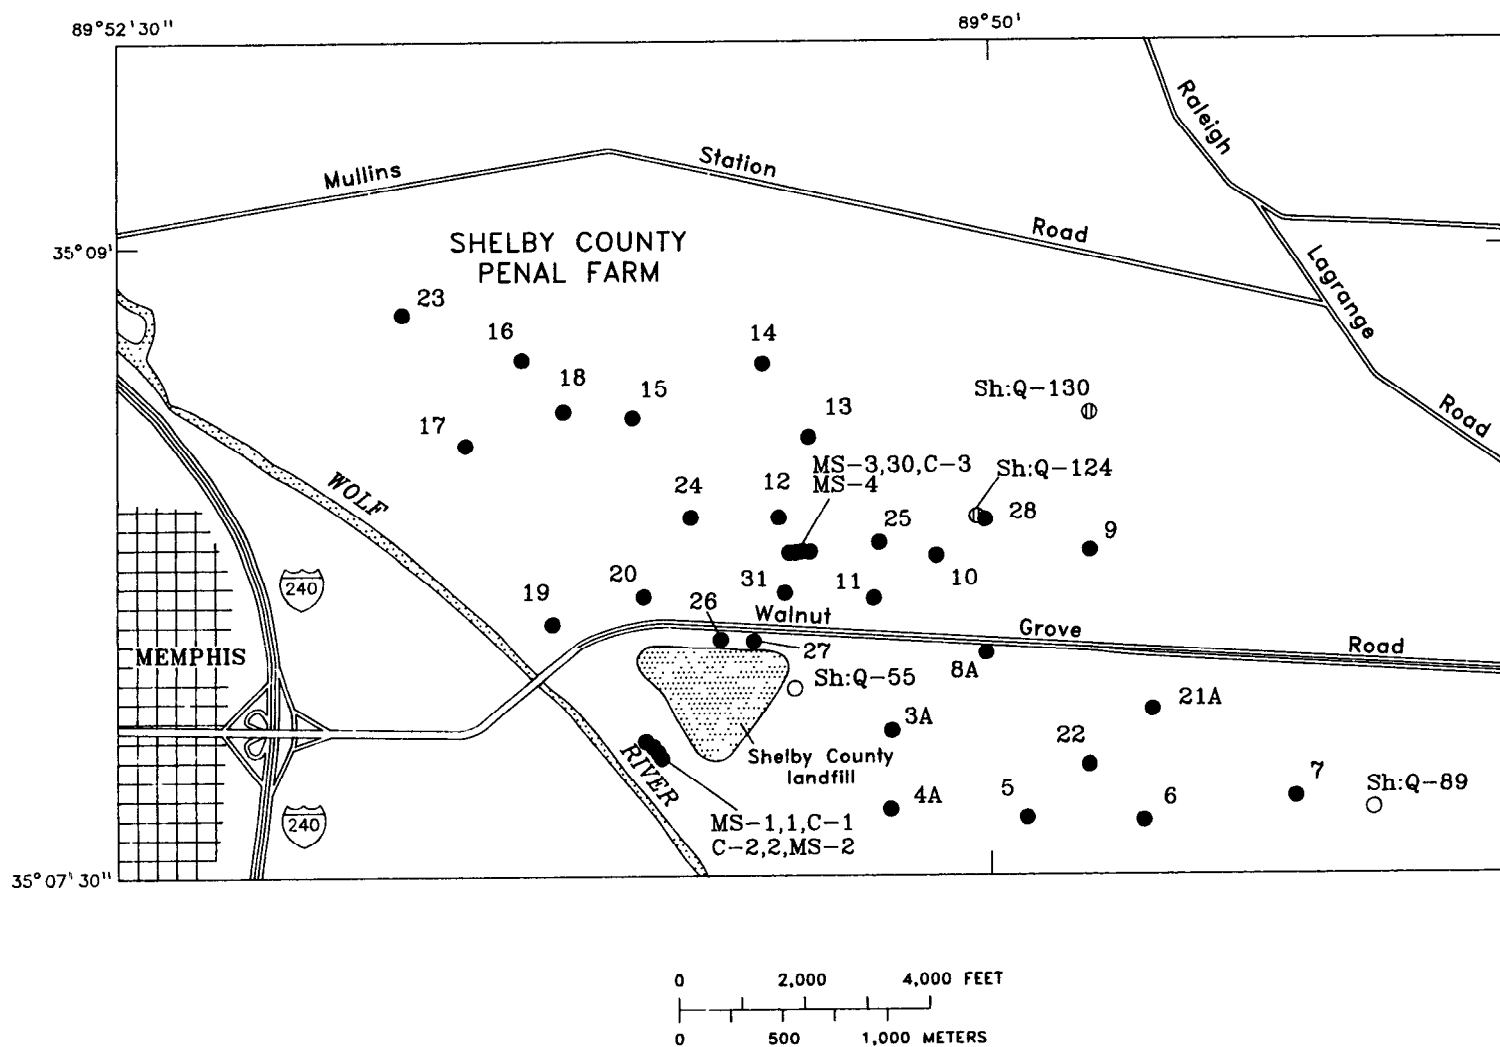 89°52'30"
89°50'
Raleigh
Mullins
Station
Road
35°09'
SHELBY COUNTY
PENAL FARM
Lagrange
23
16
14
18
15
Sh:Q-130
13
Road
17
MS-3,30,C-3
MS-4
Sh:Q-124
WOLF
24
12
25
28
9
240
20
31
11
10
19
26
Walnut
Grove
Road
MEMPHIS
27
8A
Sh:Q-55
21A
3A
22
Shelby County
landfill
RIVER
7
Sh:Q-89
4A
5
6
240
MS-1,1,C-1
C-2,2,MS-2
35°07'30"
0 2,000 4,000 FEET
0 500 1,000 METERS